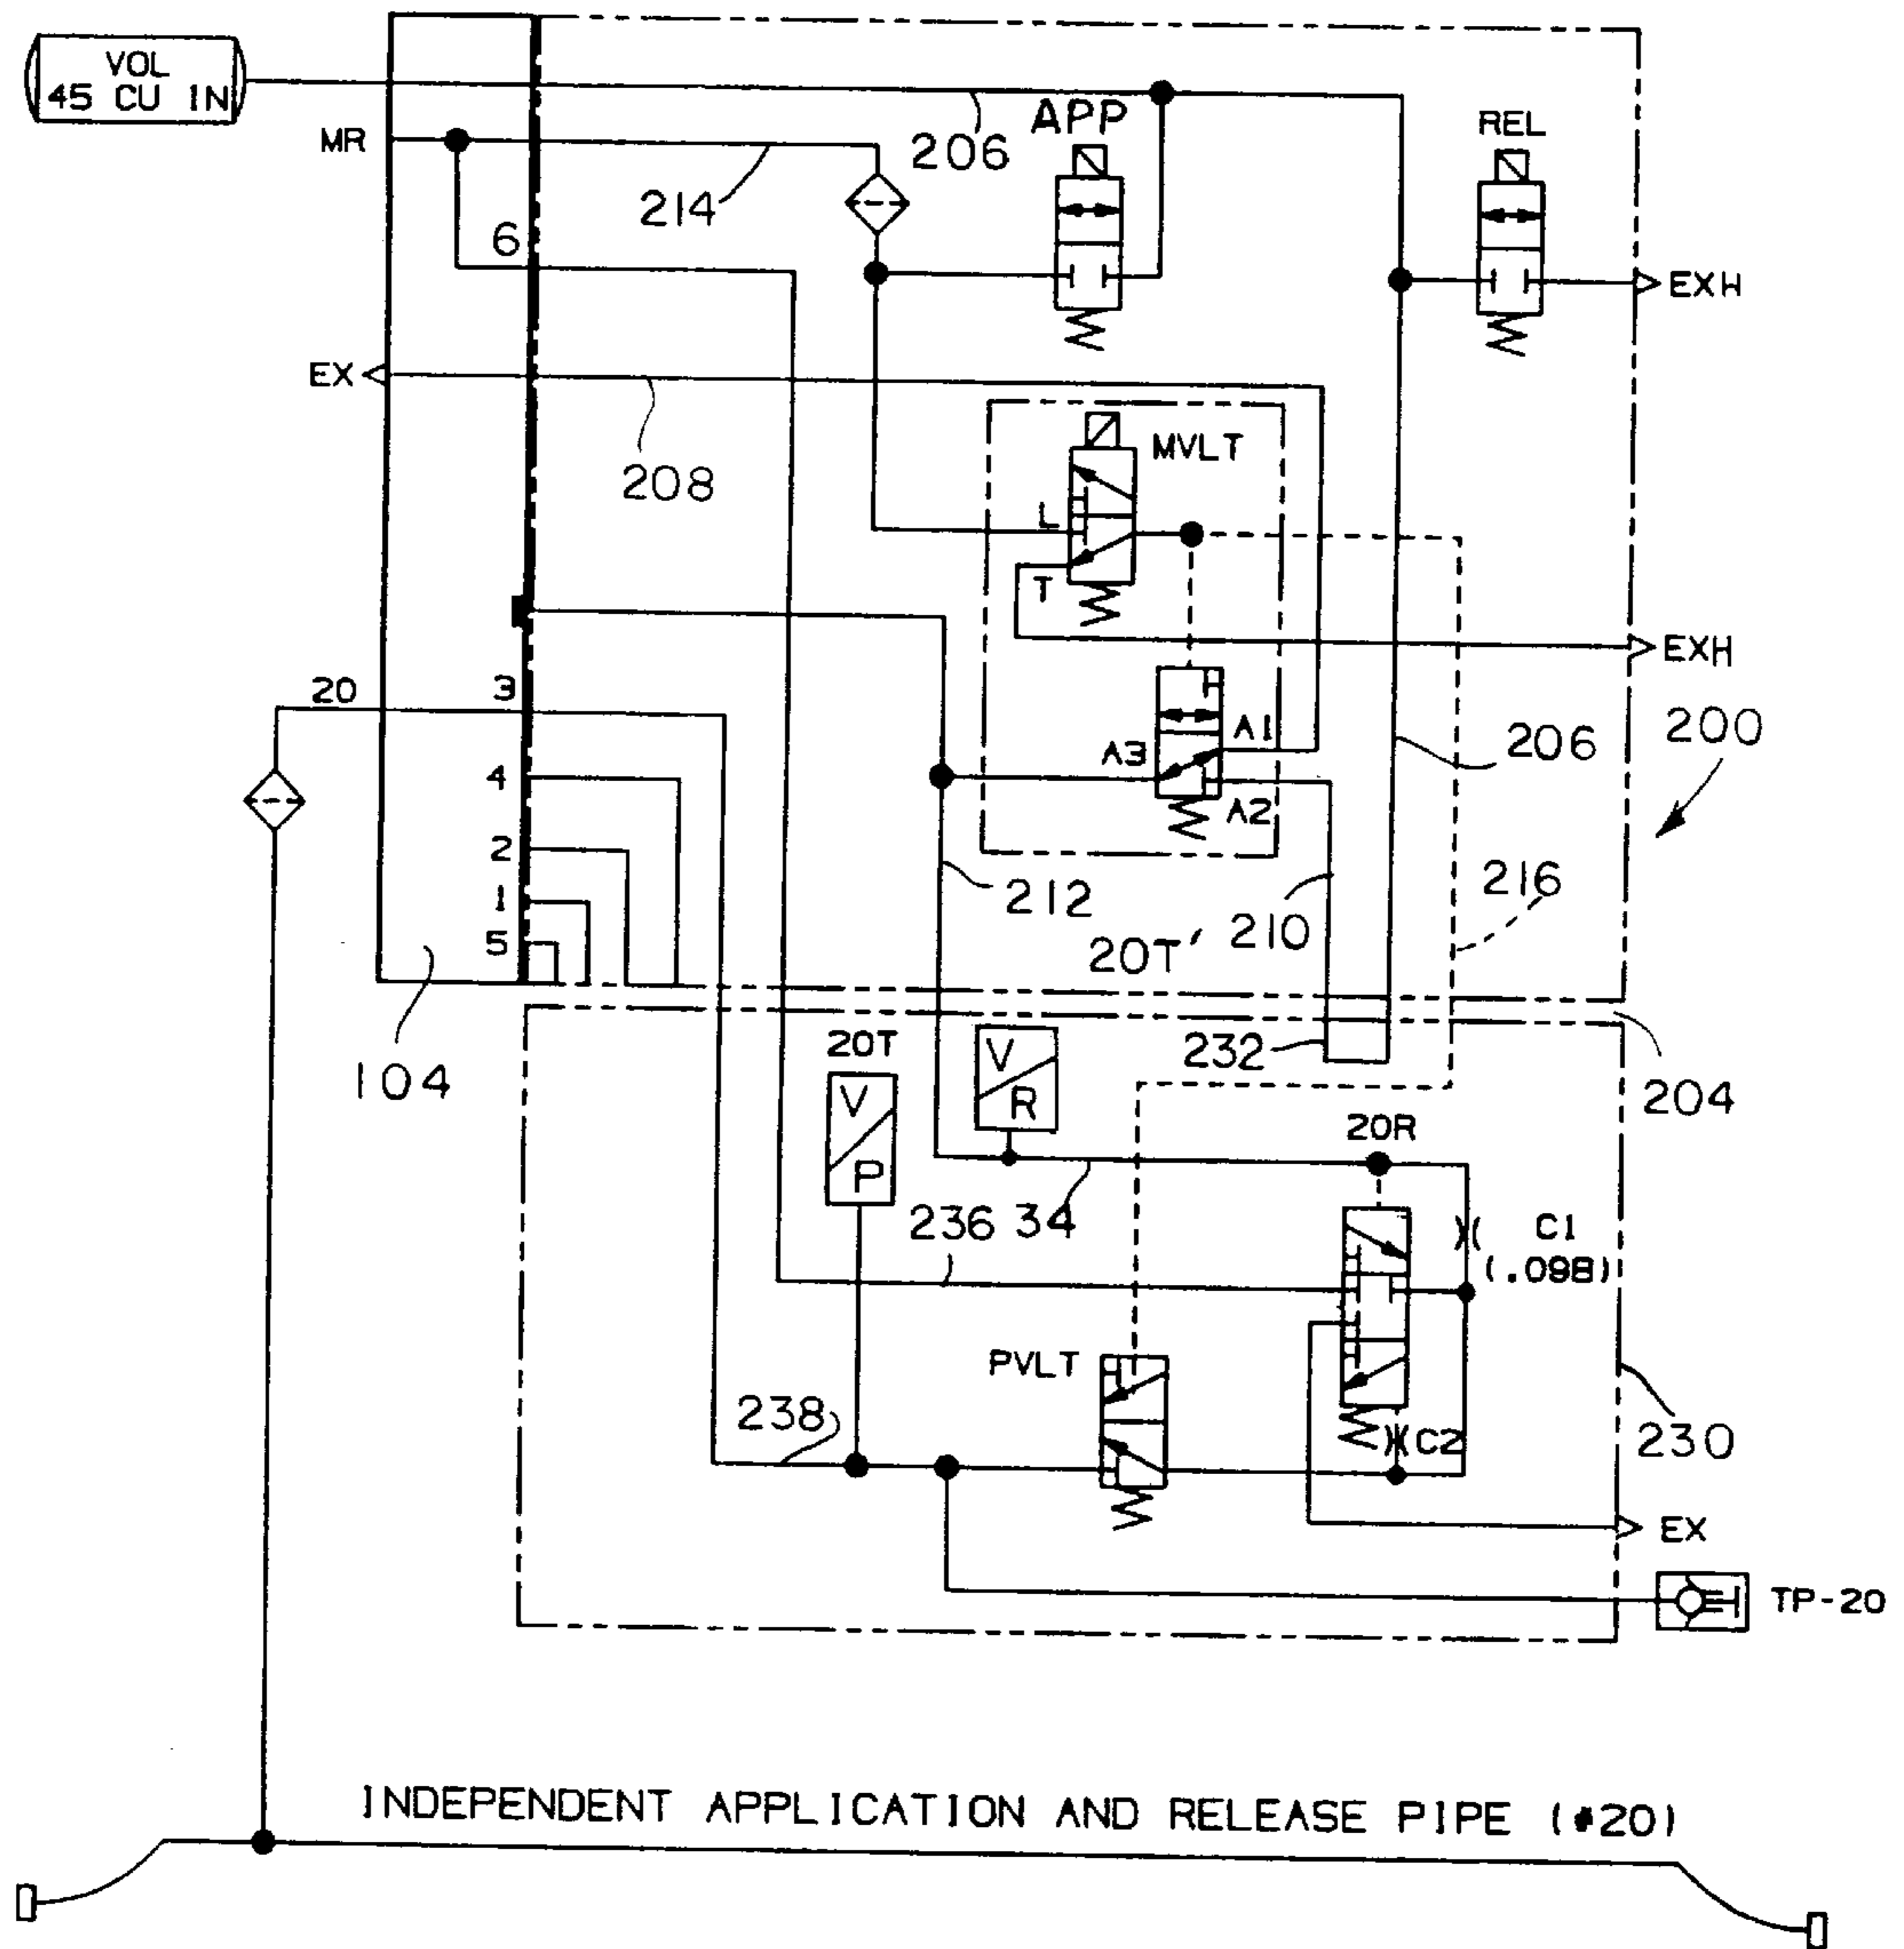 VOL
45 CU IN
MR
214
206
APP
REL
6
EXH
EX
208
MVLT
L
T
EXH
20
3
A3
A1
A2
206
200
4
2
1
5
212
20T'
210
216
104
20T
V
P
V
R
232
204
20R
236
34
C1
(.098)
PVLT
238
C2
230
EX
TP-20
INDEPENDENT APPLICATION AND RELEASE PIPE (#20)